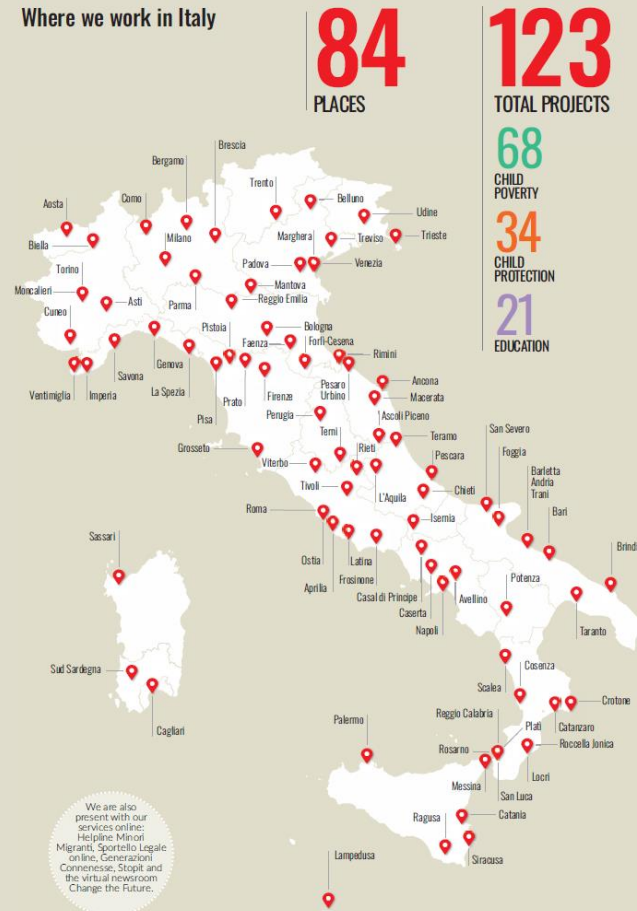 Where we work in Italy
84
PLACES
123
TOTAL PROJECTS
68
CHILD
POVERTY
34
CHILD
PROTECTION
21
EDUCATION
Brescia
Bergamo
Trento
Belluno
Aosta
Como
Udine
Milano
Marghera
Treviso
Trieste
Biella
Padova
Venezia
Torino
Mantova
Moncalieri
Asti
Parma
Reggio Emilia
Cuneo
Pistoia
Bologna
Faenza
Forlì-Cesena
Rimini
Savona
Genova
Ventimiglia
Imperia
La Spezia
Prato
Firenze
Pesaro
Urbino
Ancona
Macerata
Pisa
Perugia
Ascoli Piceno
Terni
Teramo
San Severo
Grosseto
Rieti
Pescara
Foggia
Viterbo
Barletta
Andria
Trani
Tivoli
L'Aquila
Chieti
Roma
Isernia
Bari
Sassari
Ostia
Latina
Brind
Aprilia
Frosinone
Potenza
Casal di Principe
Avellino
Caserta
Napoli
Taranto
Sud Sardegna
Cosenza
Scalea
Crotone
Cagliari
Palermo
Reggio Calabria
Platì
Catanzaro
Rosarno
Roccella Jonica
Locri
Messina
San Luca
Ragusa
Catania
Siracusa
Lampedusa
We are also
present with our
services online:
Helpline Minori
Migranti, Sportello Legale
online, Generazioni
Connenesse, Stopit and
the virtual newsroom
Change the Future.